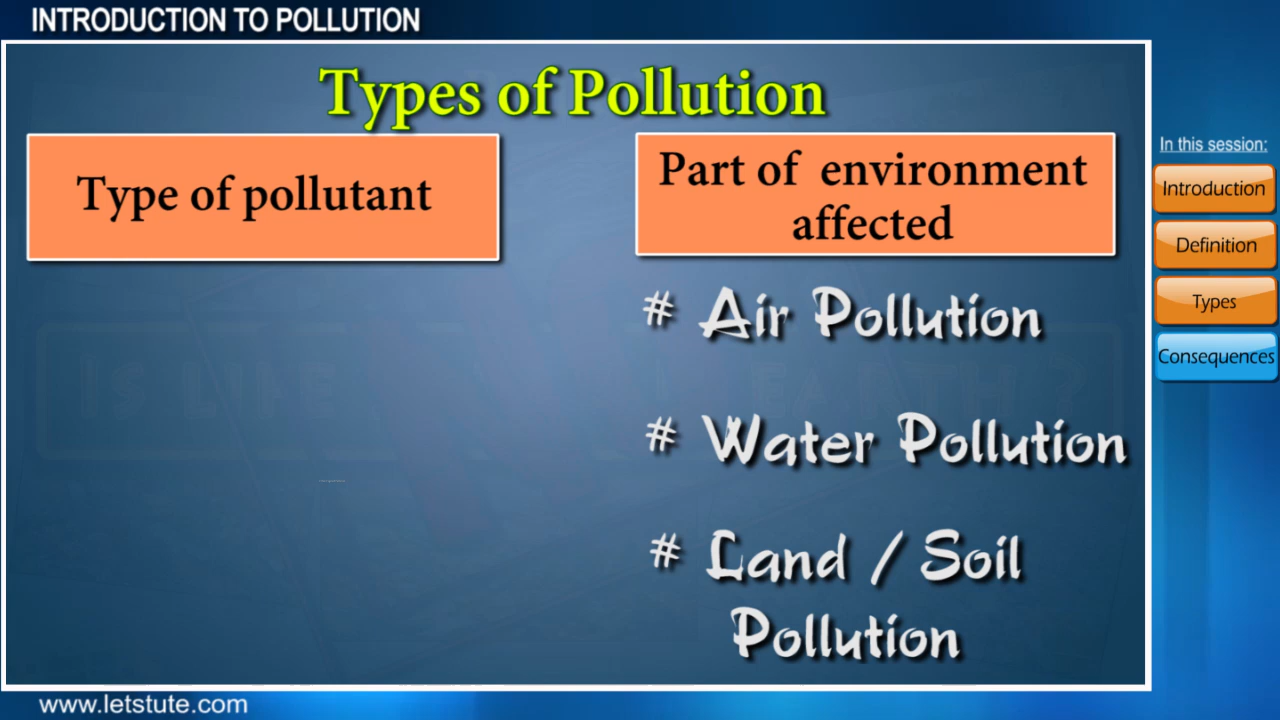 INTRODUCTION TO POLLUTION
Types of Pollution
Type of pollutant
Part of environment
affected
# Air Pollution
# Water Pollution
# Land / Soil
Pollution
In this session:
Introduction
Definition
Types
Consequences
www.letstute.com